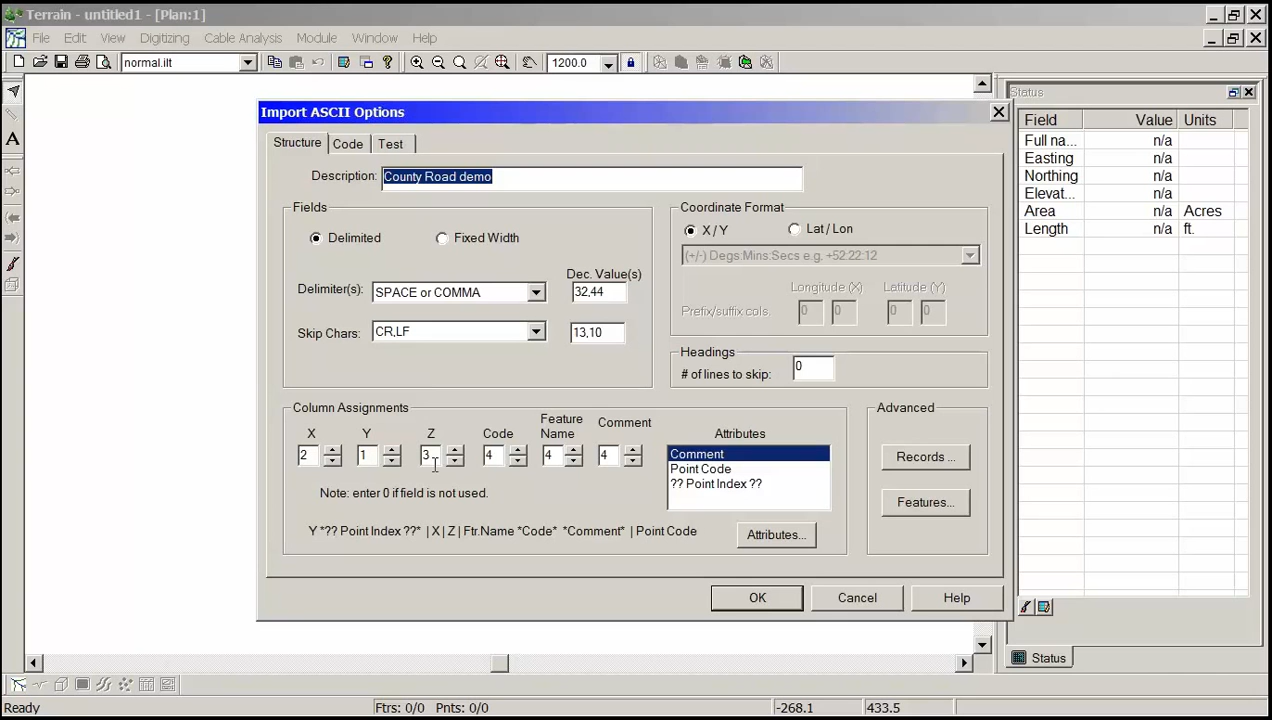 Terrain - untitled1 - [Plan:1]
File Edit View Digitizing Cable Analysis Module Window Help
normal.ilt
1200.0
Import ASCII Options
Structure Code Test
Description: County Road demo
Fields
Delimited Fixed Width
Dec. Value(s)
Delimiter(s): SPACE or COMMA 32,44
Skip Chars: CR,LF 13,10
Coordinate Format
X / Y Lat / Lon
(+/-) Degs:Mins:Secs e.g. +52:22:12
Longitude (X) Latitude (Y)
Prefix/suffix cols. 0 0 0 0
Headings
# of lines to skip: 0
Column Assignments
X Y Z Code Feature Name Comment
2 1 3 4 4 4
Note: enter 0 if field is not used.
Y *?? Point Index ??* | X | Z | Ftr.Name *Code* *Comment* | Point Code
Attributes
Comment
Point Code
?? Point Index ??
Attributes...
Advanced
Records ...
Features...
OK Cancel Help
Status
Field Value Units
Full na... n/a
Easting n/a
Northing n/a
Elevat... n/a
Area n/a Acres
Length n/a ft.
Status
Ready Ftrs: 0/0 Pnts: 0/0 -268.1 433.5